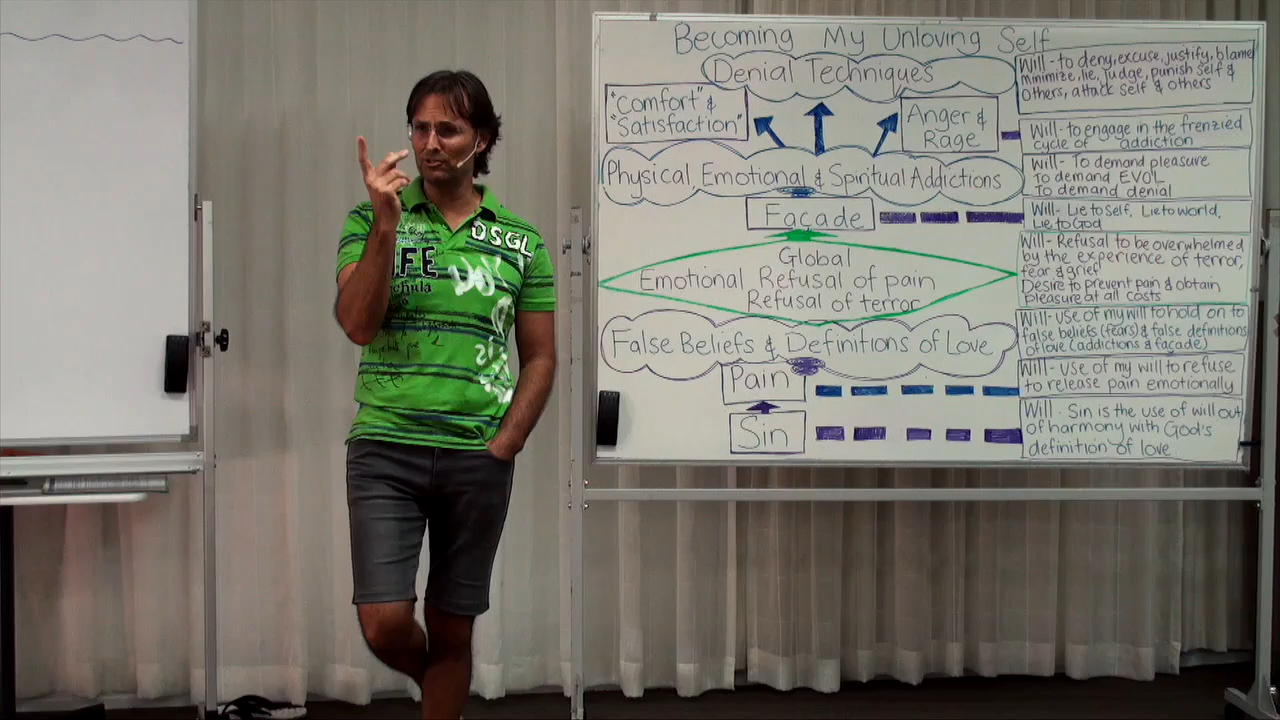 Becoming My Unloving Self
Denial Techniques
"Comfort" &
"Satisfaction"
Anger &
Rage
Physical Emotional & Spiritual Addictions
Façade
Global
Emotional Refusal of pain
Refusal of terror
False Beliefs & Definitions of Love
Pain
Sin
Will - to deny, excuse, justify, blame
minimize, lie, judge, punish self &
others, attack self & others
Will - to engage in the frenzied
cycle of addiction
Will - To demand pleasure
To demand EVOL
To demand denial
Will - Lie to Self, Lie to world,
Lie to God
Will - Refusal to be overwhelmed
by the experience of terror,
fear & grief
Desire to prevent pain & obtain
pleasure at all costs
Will - use of my will to hold on to
false beliefs (fears) & false definitions
of love (addictions & façade)
Will - use of my will to refuse
to release pain emotionally
Will - Sin is the use of will out
of harmony with God's
definition of love
DSGL
IFE
You